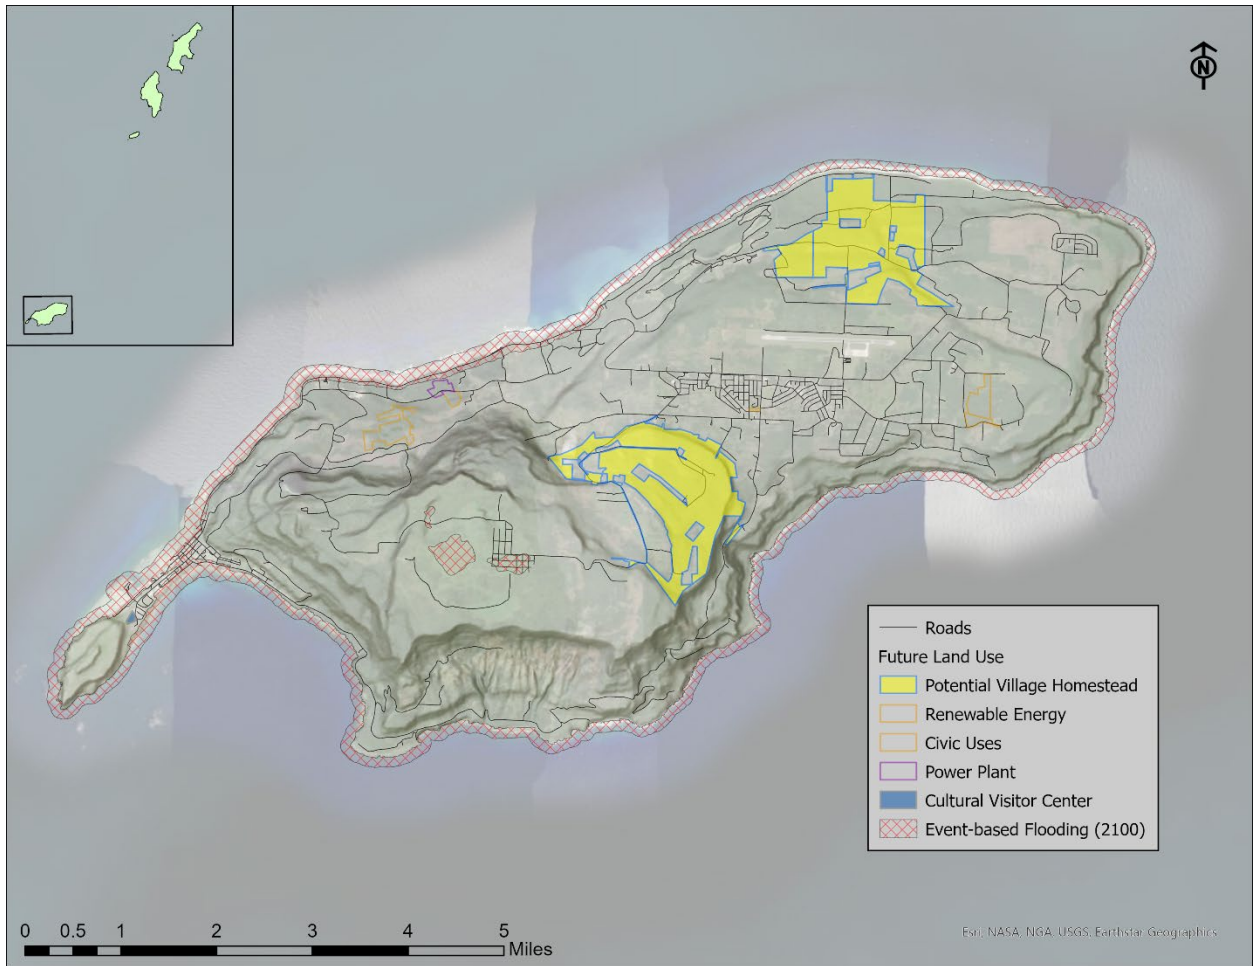 N
Roads
Future Land Use
Potential Village Homestead
Renewable Energy
Civic Uses
Power Plant
Cultural Visitor Center
Event-based Flooding (2100)
0 0.5 1 2 3 4 5
Miles
Esri, NASA, NGA, USGS, Earthstar Geographics